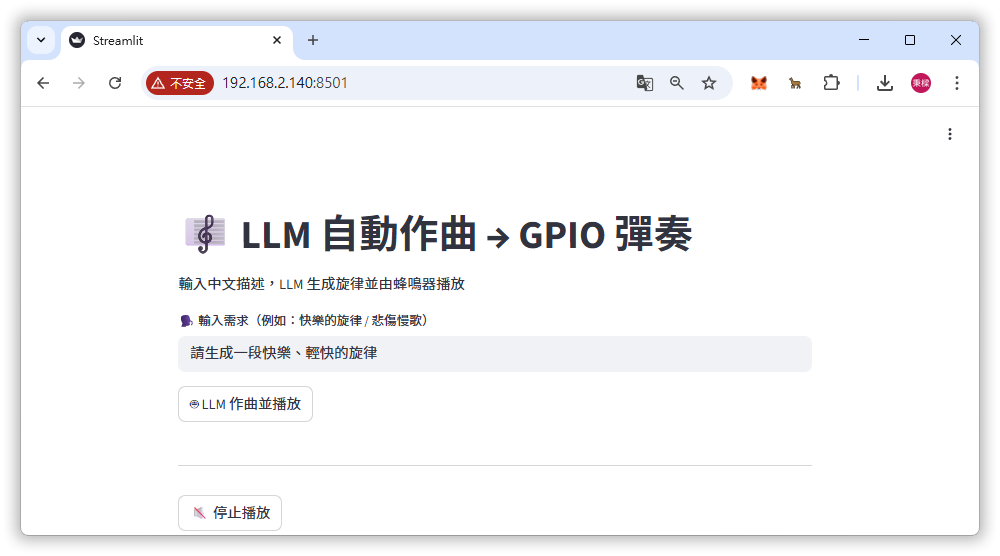 Streamlit
不安全
192.168.2.140:8501
秉樑
LLM 自動作曲 → GPIO 彈奏
輸入中文描述，LLM 生成旋律並由蜂鳴器播放
輸入需求（例如：快樂的旋律 / 悲傷慢歌）
請生成一段快樂、輕快的旋律
LLM 作曲並播放
停止播放